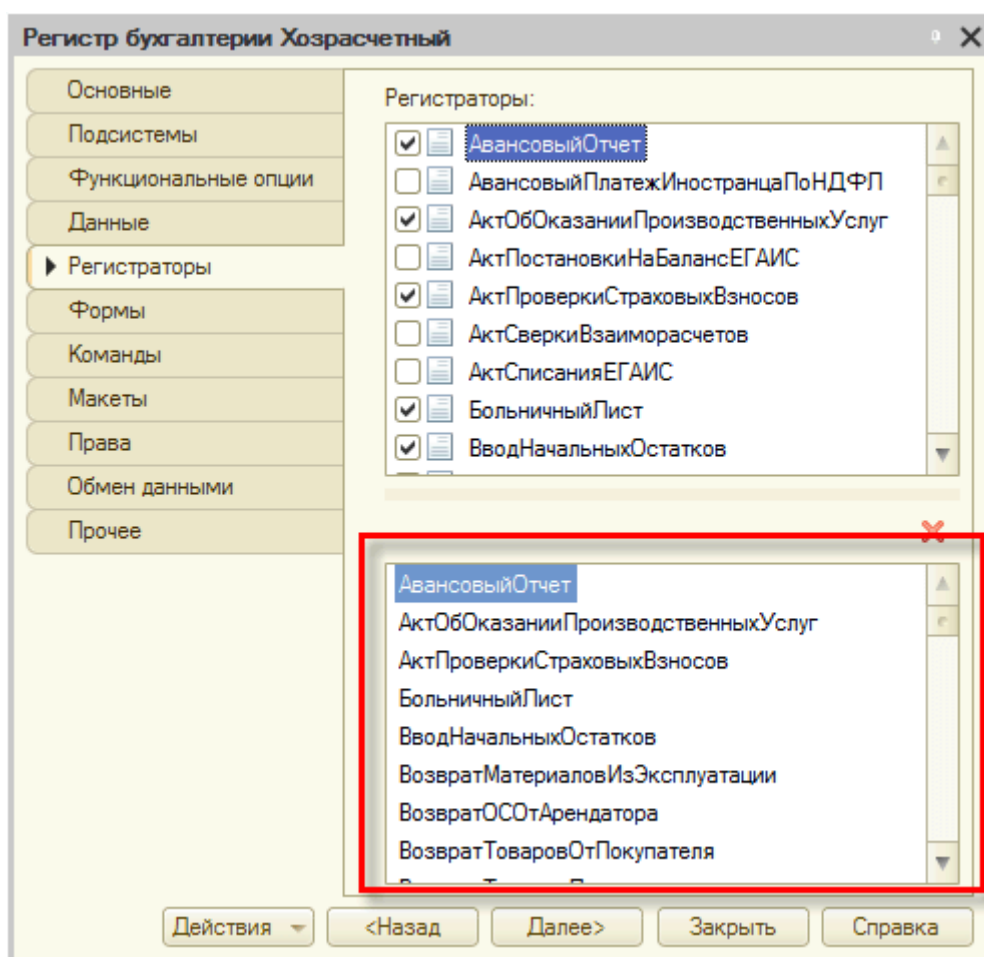 Регистр бухгалтерии Хозрасчетный
Основные
Подсистемы
Функциональные опции
Данные
Регистраторы
Формы
Команды
Макеты
Права
Обмен данными
Прочее
Регистраторы:
АвансовыйОтчет
АвансовыйПлатежИностранцаПоНДФЛ
АктОбОказанииПроизводственныхУслуг
АктПостановкиНаБалансЕГАИС
АктПроверкиСтраховыхВзносов
АктСверкиВзаиморасчетов
АктСписанияЕГАИС
БольничныйЛист
ВводНачальныхОстатков
АвансовыйОтчет
АктОбОказанииПроизводственныхУслуг
АктПроверкиСтраховыхВзносов
БольничныйЛист
ВводНачальныхОстатков
ВозвратМатериаловИзЭксплуатации
ВозвратОСОтАрендатора
ВозвратТоваровОтПокупателя
Действия
<Назад
Далее>
Закрыть
Справка